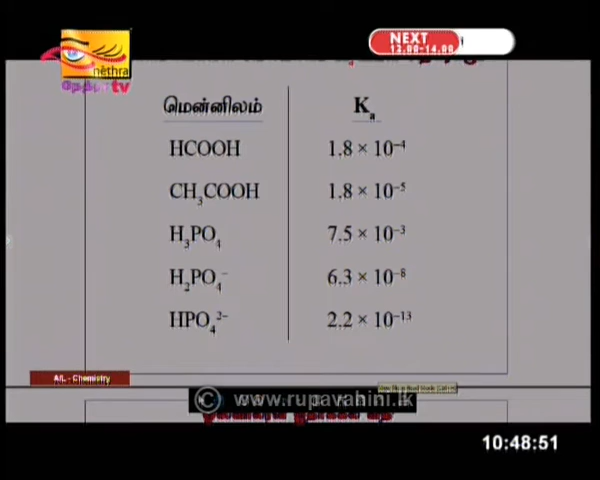 NEXT
13.00-14.00
nethra
நேத்ரா tv
மென்னிலம் Kₐ
HCOOH 1.8 × 10⁻⁴
CH₃COOH 1.8 × 10⁻⁵
H₃PO₄ 7.5 × 10⁻³
H₂PO₄⁻ 6.3 × 10⁻⁸
HPO₄²⁻ 2.2 × 10⁻¹³
A/L - Chemistry
© www.rupavahini.lk
10:48:51